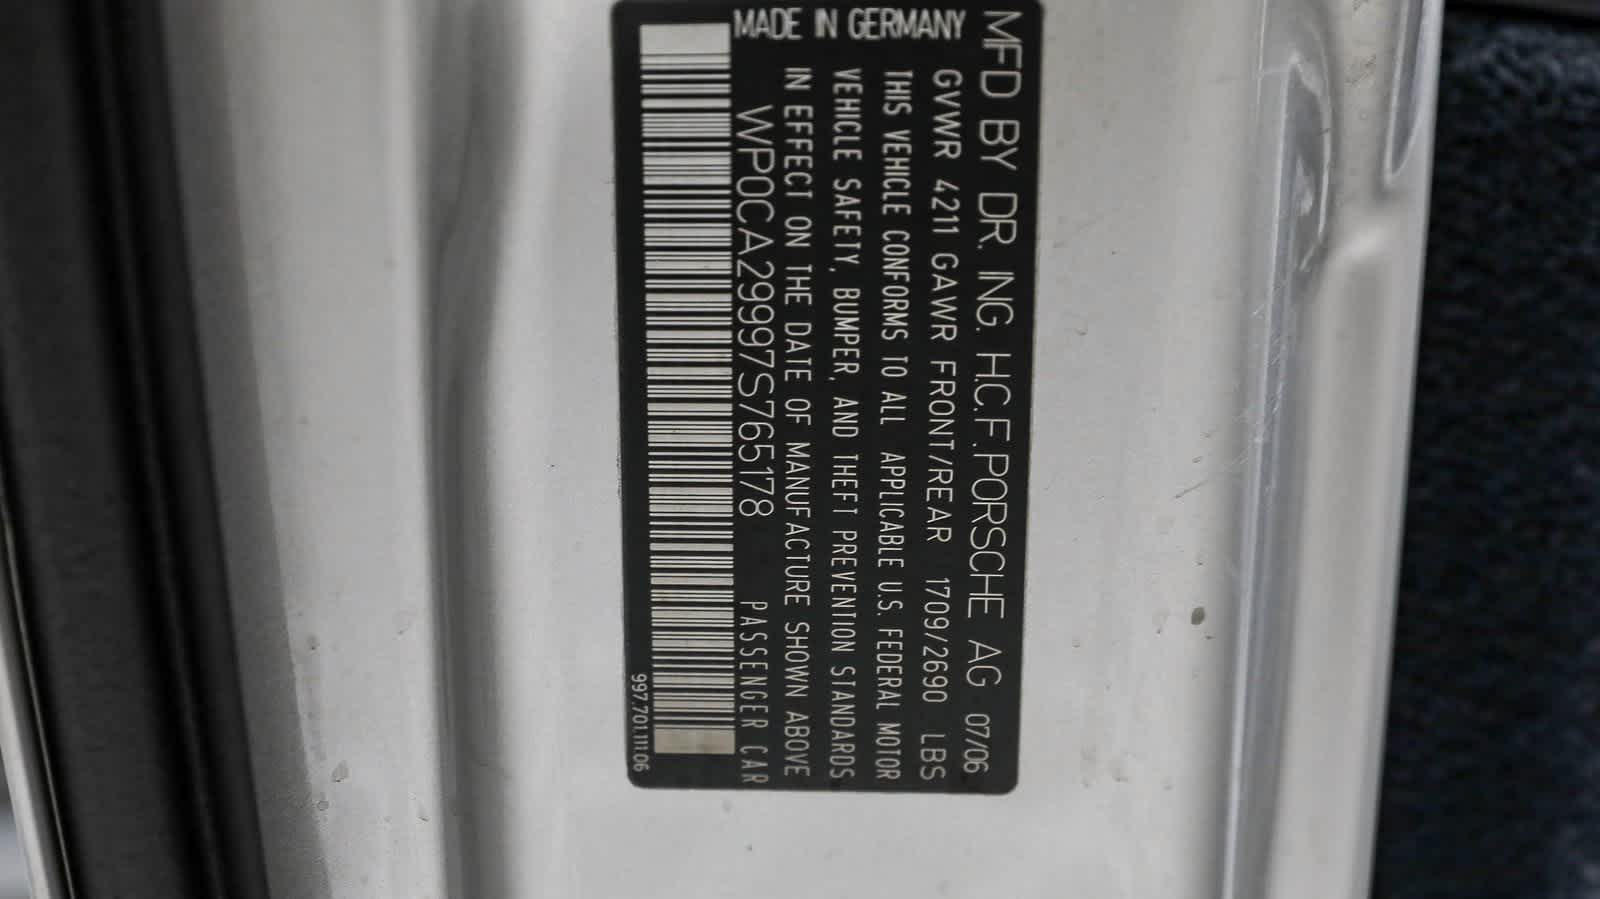 MFD BY DR. ING. H.C.F.PORSCHE AG 07/06
GVWR 4211 GAWR FRONT/REAR 1709/2690 LBS
THIS VEHICLE CONFORMS TO ALL APPLICABLE U.S. FEDERAL MOTOR
VEHICLE SAFETY, BUMPER, AND THEFT PREVENTION STANDARDS
IN EFFECT ON THE DATE OF MANUFACTURE SHOWN ABOVE
WP0CA29997S765178 PASSENGER CAR
MADE IN GERMANY
997.701.111.06